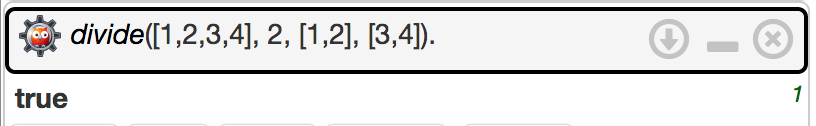 divide([1,2,3,4], 2, [1,2], [3,4]).
true 1